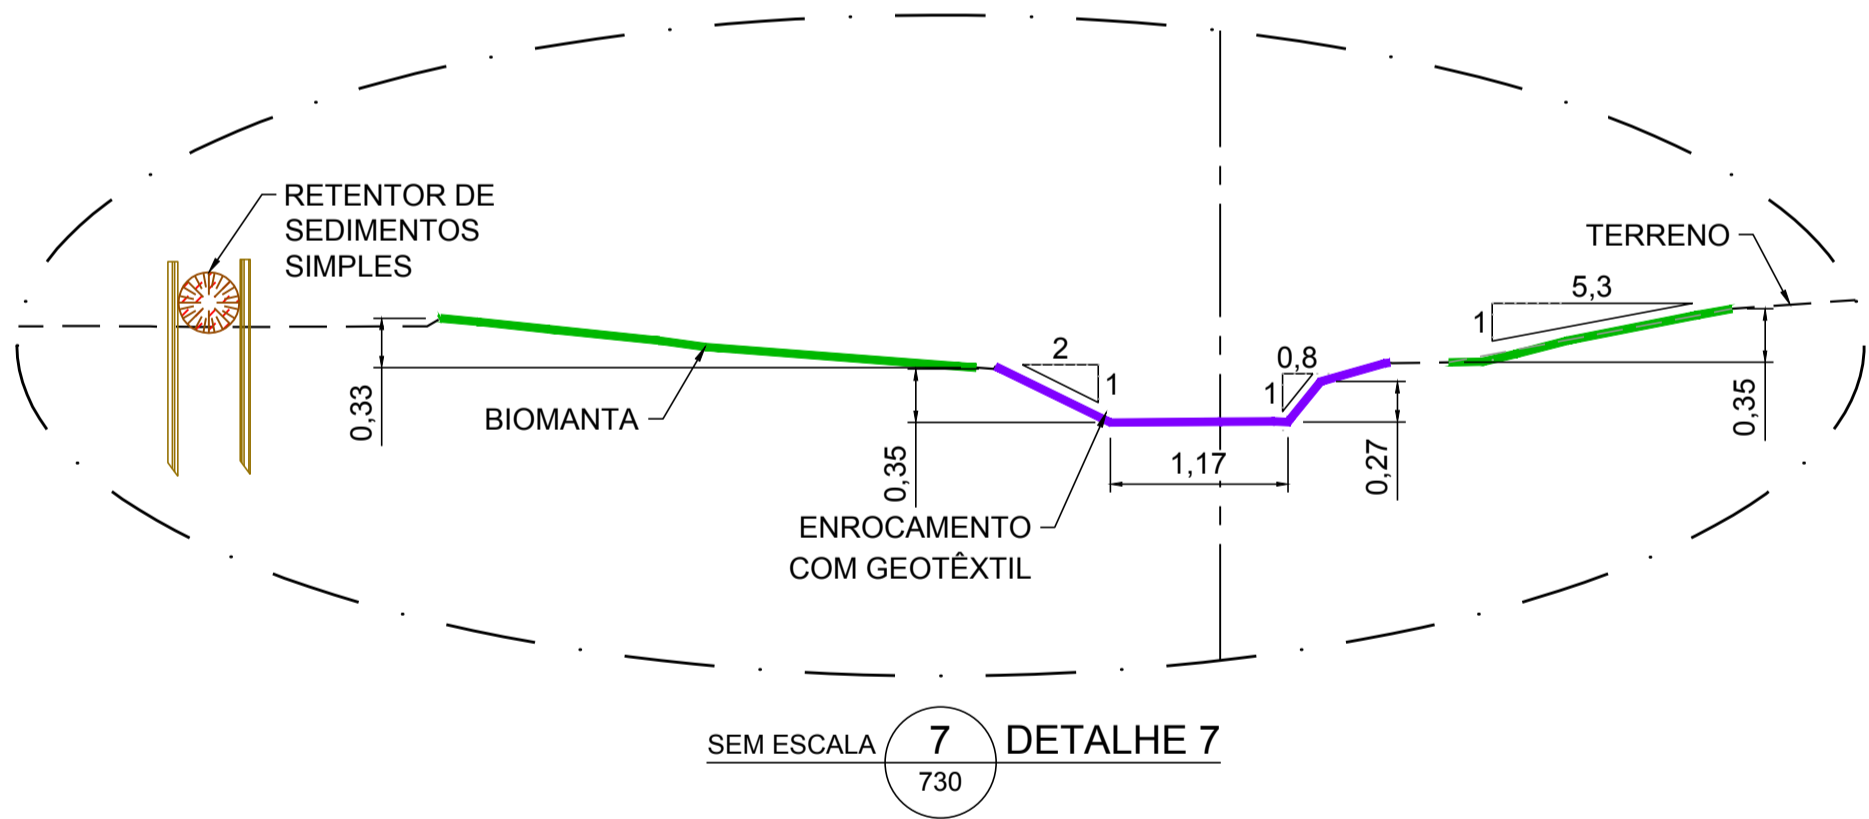 RETENTOR DE
SEDIMENTOS
SIMPLES
TERRENO
5,3
1
2
1
0,8
1
0,33
BIOMANTA
0,35
1,17
0,27
0,35
ENROCAMENTO
COM GEOTÊXTIL
SEM ESCALA
7
730
DETALHE 7